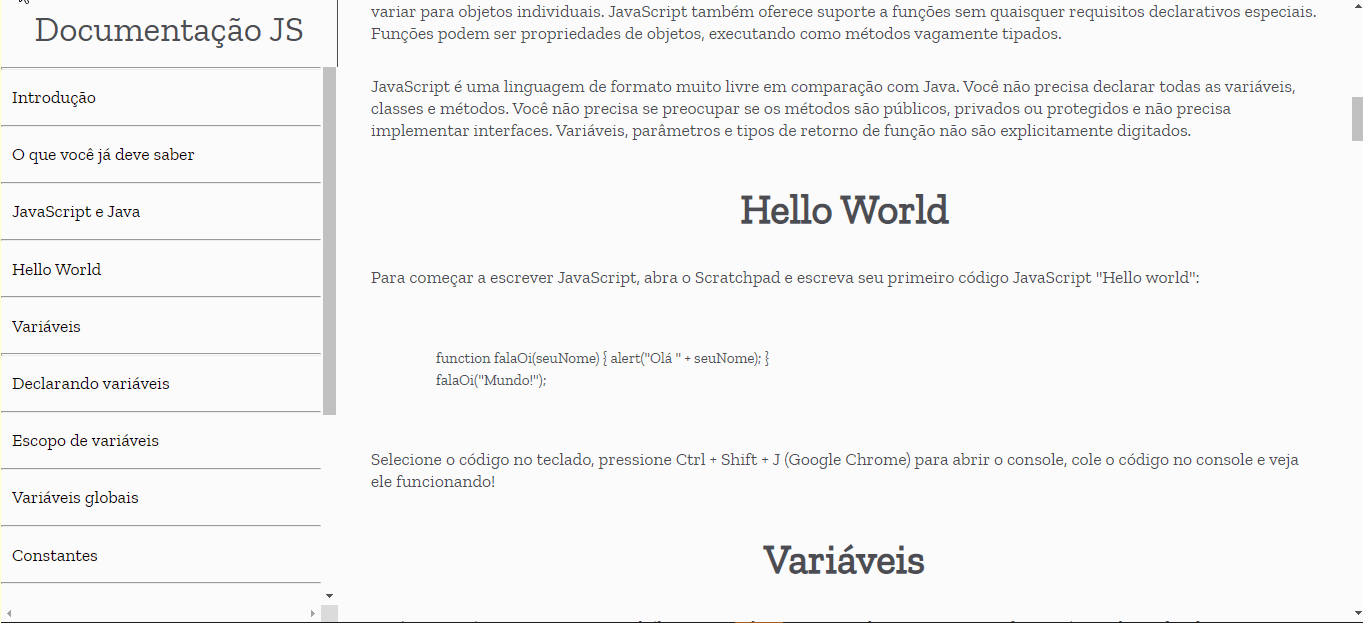 Documentação JS
Introdução
O que você já deve saber
JavaScript e Java
Hello World
Variáveis
Declarando variáveis
Escopo de variáveis
Variáveis globais
Constantes
variar para objetos individuais. JavaScript também oferece suporte a funções sem quaisquer requisitos declarativos especiais.
Funções podem ser propriedades de objetos, executando como métodos vagamente tipados.
JavaScript é uma linguagem de formato muito livre em comparação com Java. Você não precisa declarar todas as variáveis,
classes e métodos. Você não precisa se preocupar se os métodos são públicos, privados ou protegidos e não precisa
implementar interfaces. Variáveis, parâmetros e tipos de retorno de função não são explicitamente digitados.
Hello World
Para começar a escrever JavaScript, abra o Scratchpad e escreva seu primeiro código JavaScript "Hello world":
function falaOi(seuNome) { alert("Olá " + seuNome); }
falaOi("Mundo!");
Selecione o código no teclado, pressione Ctrl + Shift + J (Google Chrome) para abrir o console, cole o código no console e veja
ele funcionando!
Variáveis